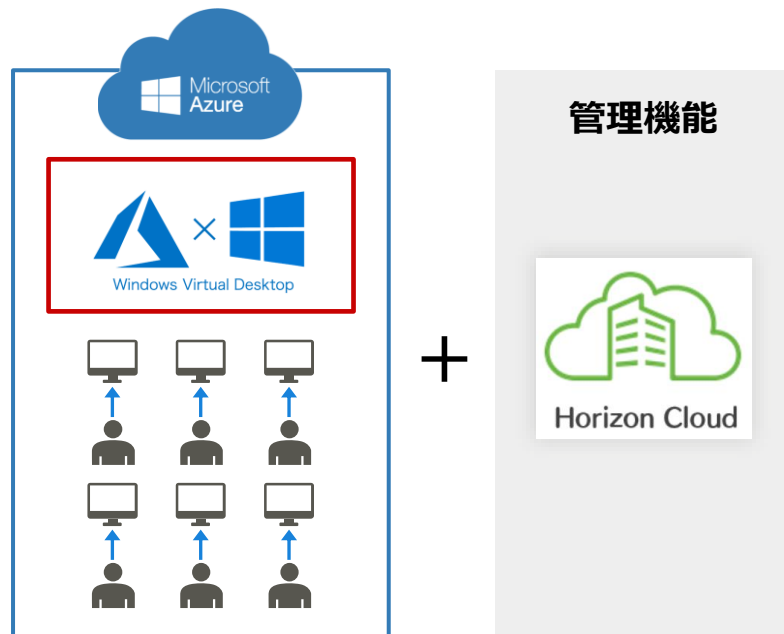 Microsoft
Azure
×
Windows Virtual Desktop
+
管理機能
Horizon Cloud